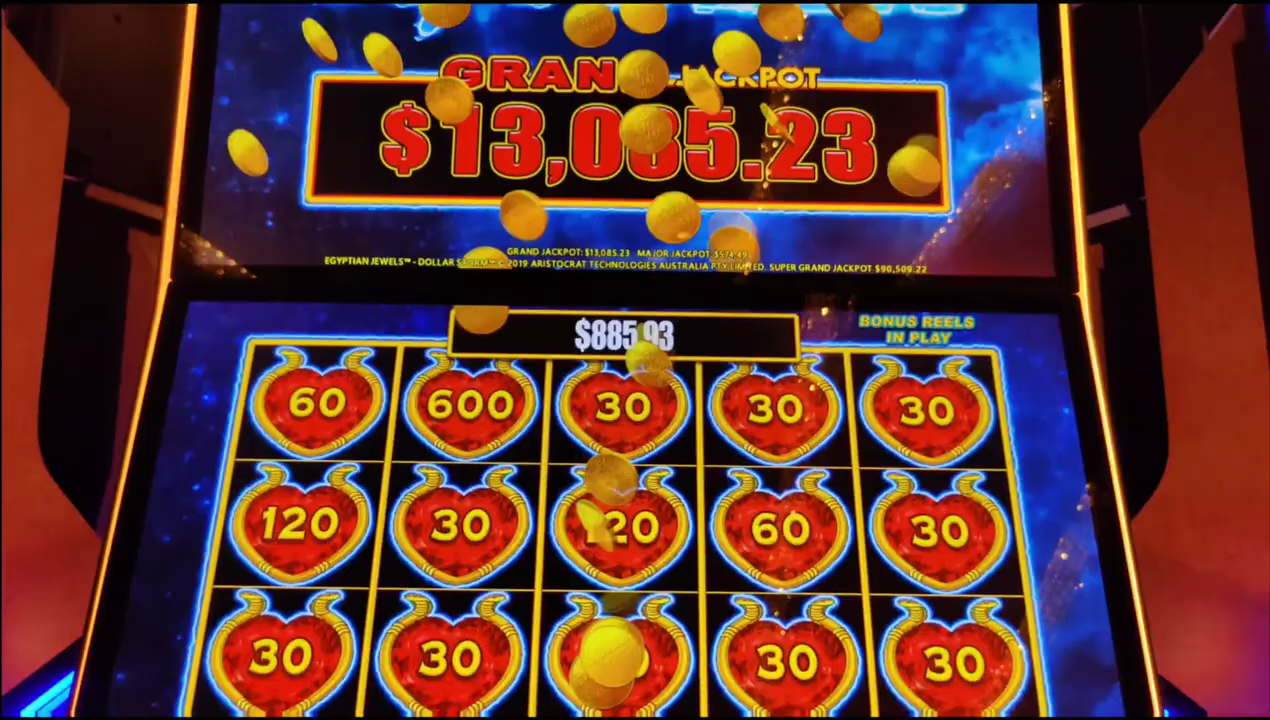 GRAND JACKPOT
$13,085.23
GRAND JACKPOT: $13,085.23 MAJOR JACKPOT: $574.49
EGYPTIAN JEWELS™ - DOLLAR STORM™ © 2019 ARISTOCRAT TECHNOLOGIES AUSTRALIA PTY LIMITED. SUPER GRAND JACKPOT $90,509.22
$885.93
BONUS REELS
IN PLAY
60 600 30 30 30
120 30 120 60 30
30 30 30 30